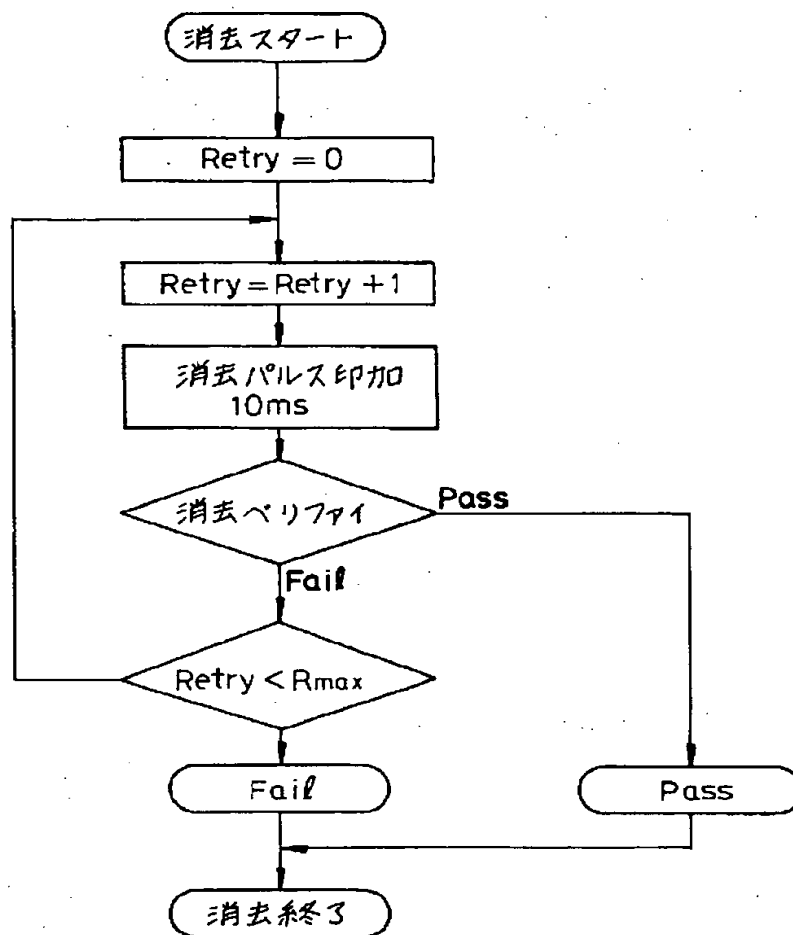 消去スタート
Retry = 0
Retry = Retry + 1
消去パルス印加
10ms
消去ベリファイ
Pass
Fail
Retry < Rmax
Fail
Pass
消去終了